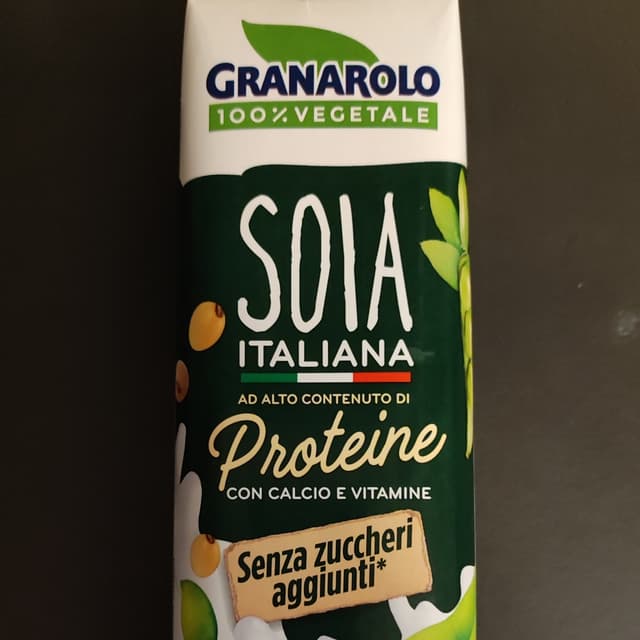 GRANAROLO
100% VEGETALE
SOIA
ITALIANA
AD ALTO CONTENUTO DI
Proteine
CON CALCIO E VITAMINE
Senza zuccheri
aggiunti*